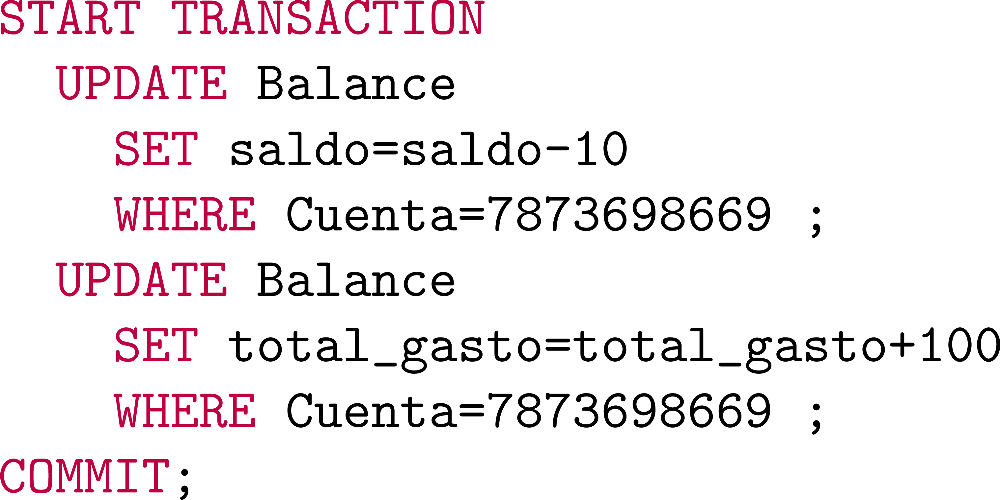 START TRANSACTION
UPDATE Balance
SET saldo=saldo-10
WHERE Cuenta=7873698669 ;
UPDATE Balance
SET total_gasto=total_gasto+100
WHERE Cuenta=7873698669 ;
COMMIT;